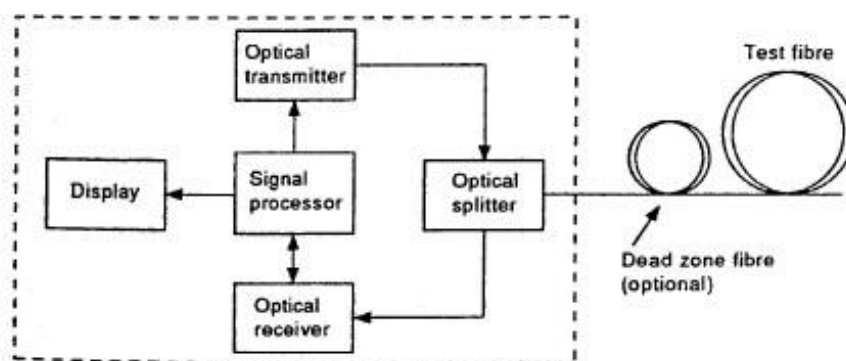 Optical
transmitter
Test fibre
Display
Signal
processor
Optical
splitter
Dead zone fibre
(optional)
Optical
receiver